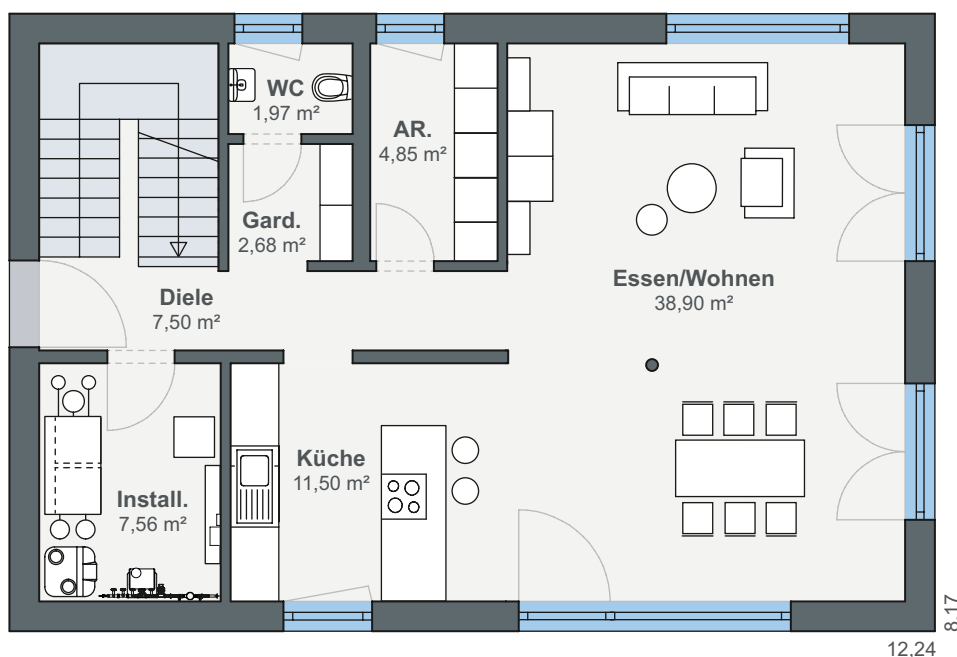 WC
1,97 m²
AR.
4,85 m²
Gard.
2,68 m²
Essen/Wohnen
38,90 m²
Diele
7,50 m²
Küche
11,50 m²
Install.
7,56 m²
8,17
12,24